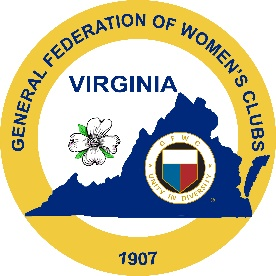 GENERAL FEDERATION OF WOMEN'S CLUBS
VIRGINIA
GFWC
UNITY IN DIVERSITY
1907